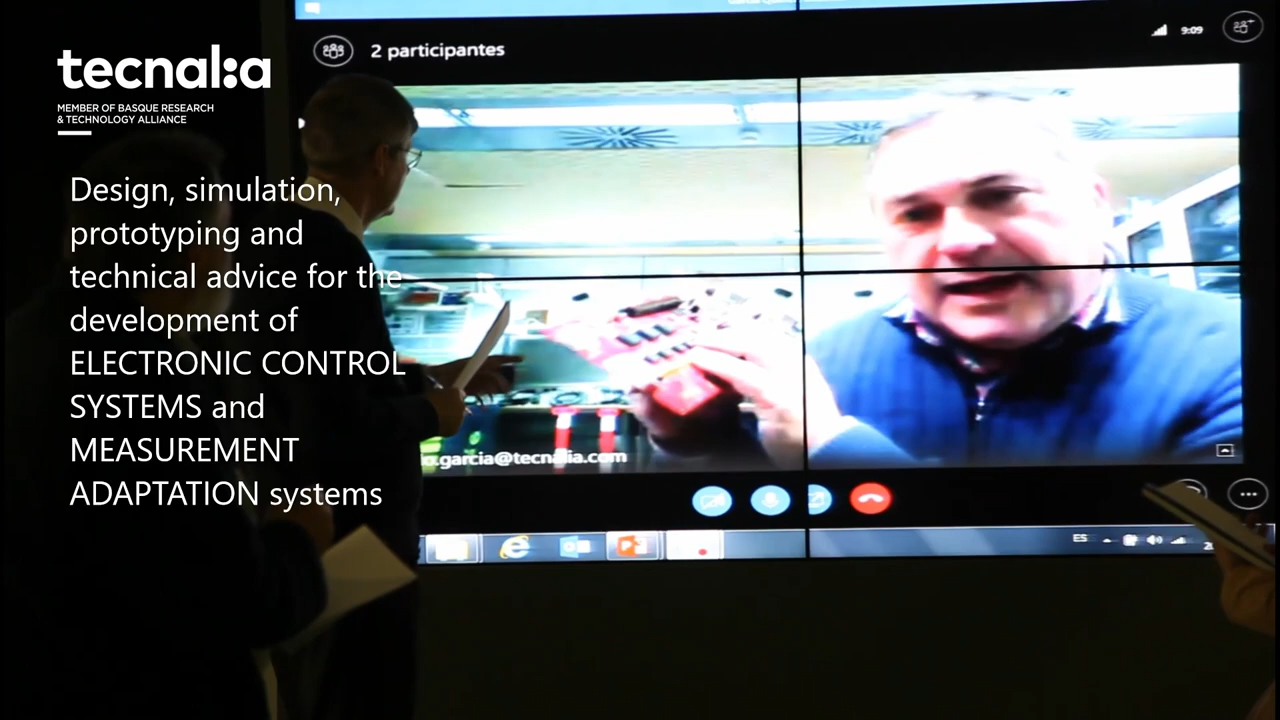 2 participantes
9:09
tecnal:a
MEMBER OF BASQUE RESEARCH
& TECHNOLOGY ALLIANCE
Design, simulation,
prototyping and
technical advice for the
development of
ELECTRONIC CONTROL
SYSTEMS and
MEASUREMENT
ADAPTATION systems
o.garcia@tecnalia.com
ES